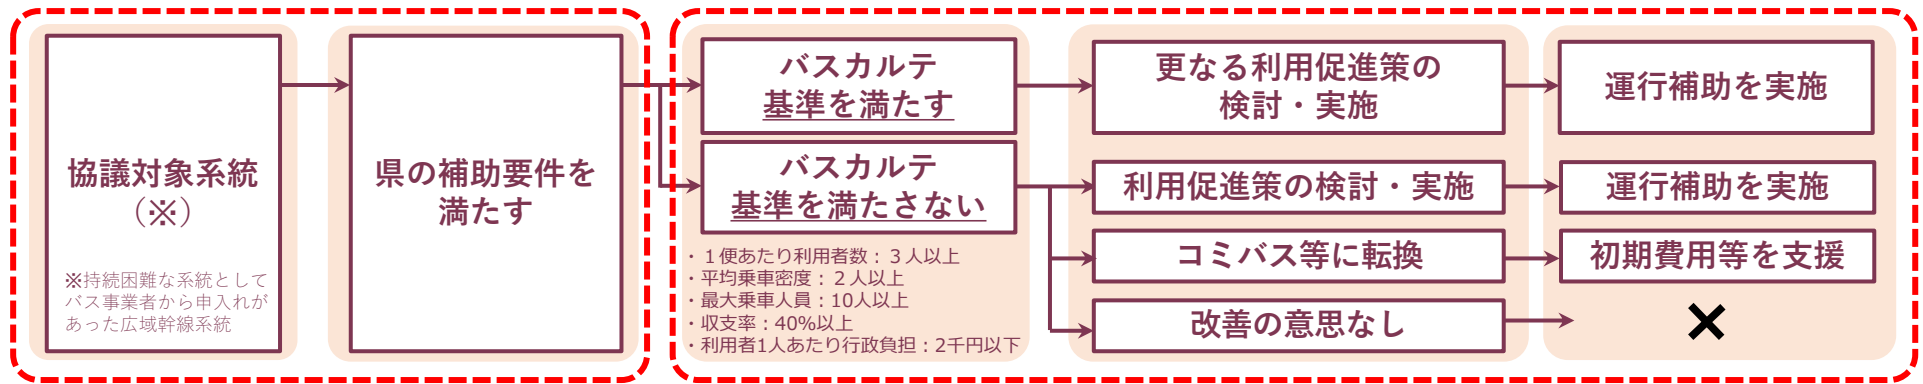 協議対象系統
（※）
※持続困難な系統として
バス事業者から申入れが
あった広域幹線系統
県の補助要件を
満たす
バスカルテ
基準を満たす
バスカルテ
基準を満たさない
・１便あたり利用者数：３人以上
・平均乗車密度：２人以上
・最大乗車人員：10人以上
・収支率：40%以上
・利用者1人あたり行政負担：2千円以下
更なる利用促進策の
検討・実施
利用促進策の検討・実施
コミバス等に転換
改善の意思なし
運行補助を実施
運行補助を実施
初期費用等を支援
×